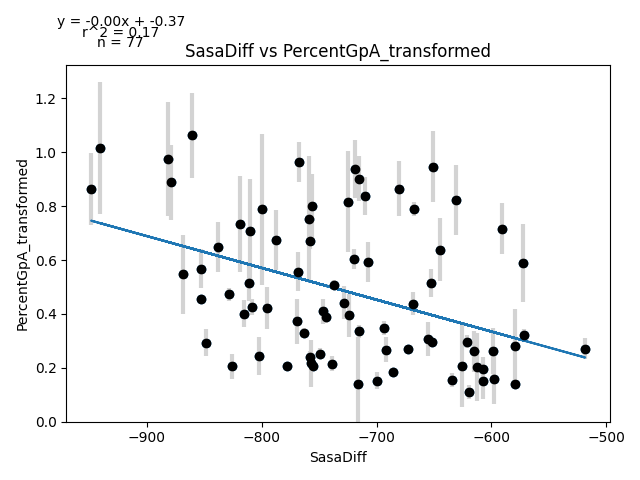 y = -0.00x + -0.37
r^2 = 0.17
n = 77
SasaDiff vs PercentGpA_transformed
PercentGpA_transformed
1.2
1.0
0.8
0.6
0.4
0.2
0.0
−900
−800
−700
−600
−500
SasaDiff